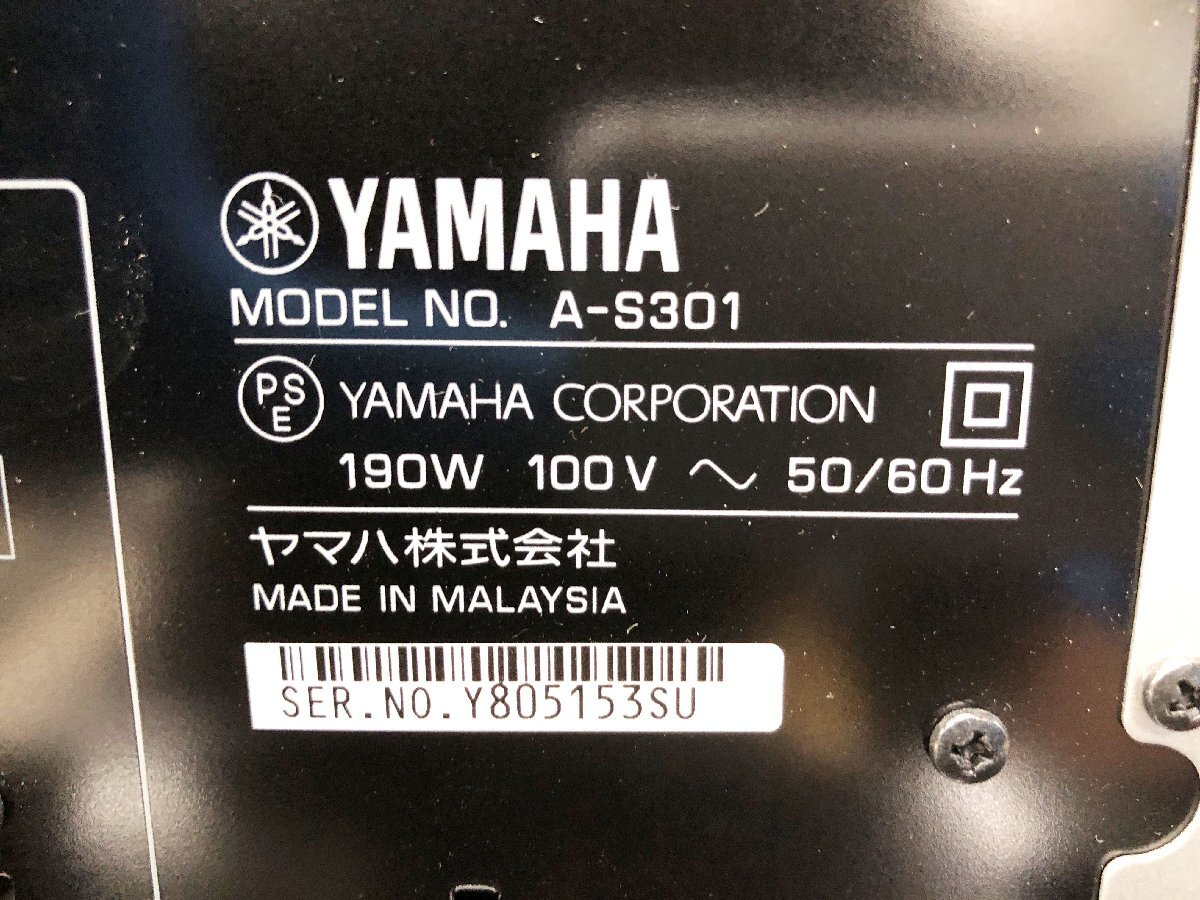 YAMAHA
MODEL NO. A-S301
PSE YAMAHA CORPORATION
190W 100V ～ 50/60Hz
ヤマハ株式会社
MADE IN MALAYSIA
SER.NO.Y805153SU